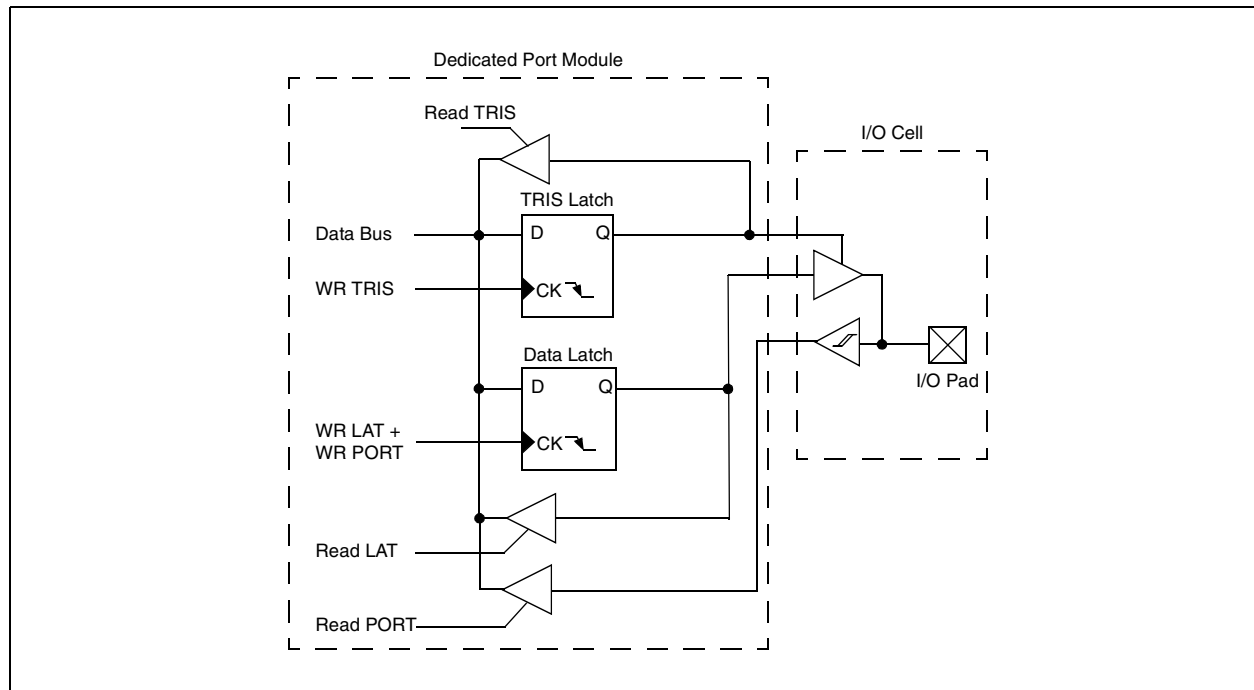 Dedicated Port Module
Read TRIS
I/O Cell
TRIS Latch
Data Bus
D
Q
WR TRIS
CK
I/O Pad
Data Latch
D
Q
WR LAT +
WR PORT
CK
Read LAT
Read PORT